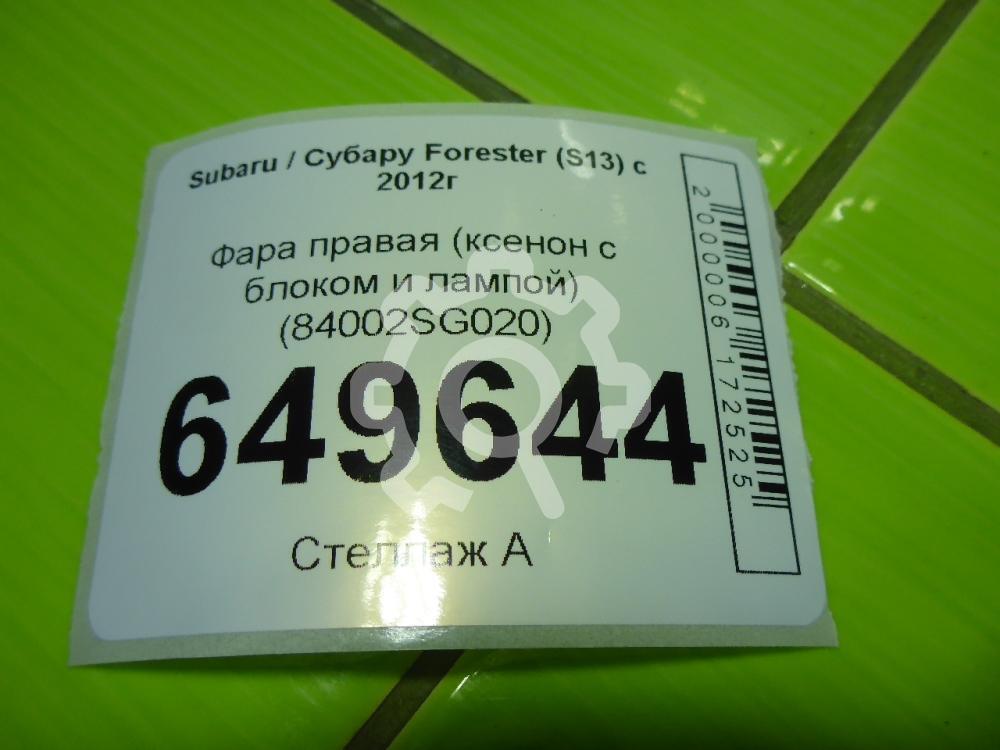 Subaru / Субару Forester (S13) с
2012г
Фара правая (ксенон с
блоком и лампой)
(84002SG020)
649644
Стеллаж А
2000006172525